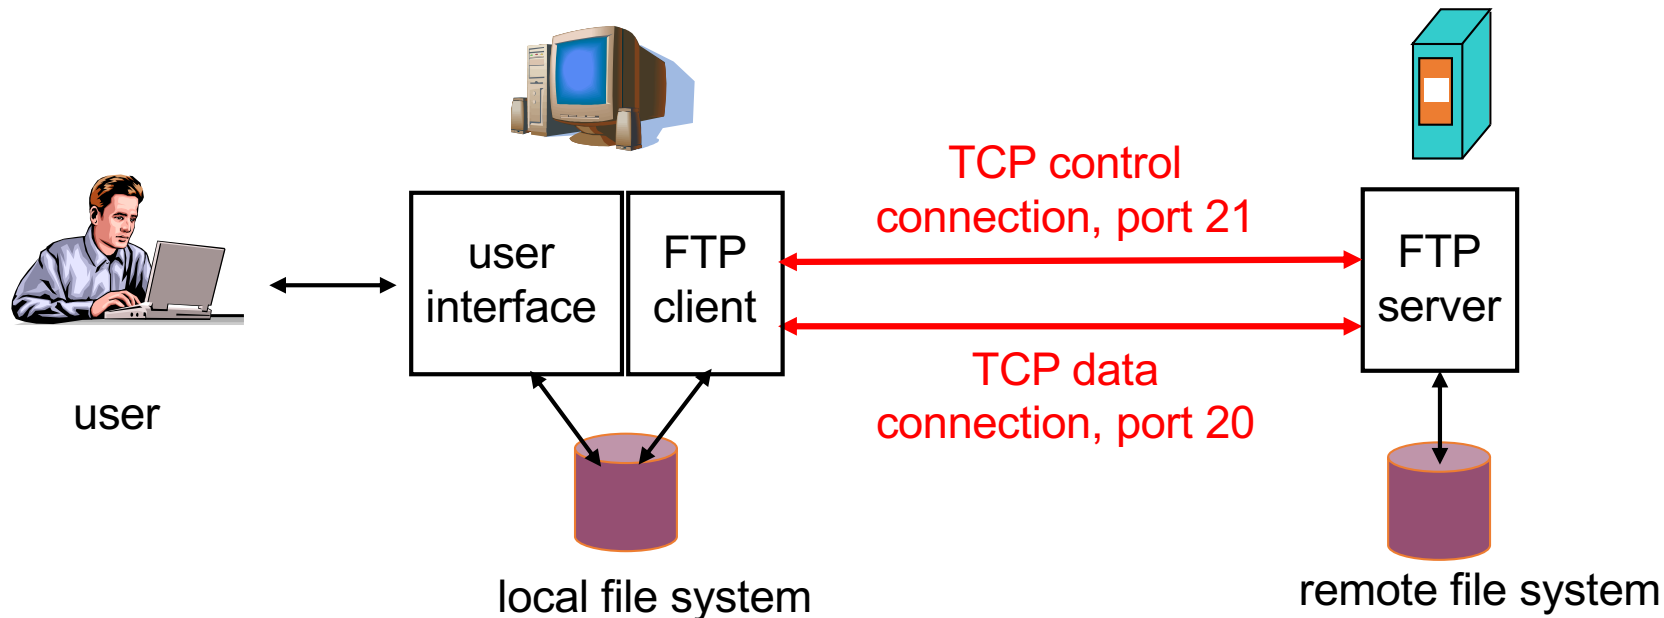 TCP control
connection, port 21
user
interface
FTP
client
FTP
server
TCP data
connection, port 20
user
local file system
remote file system